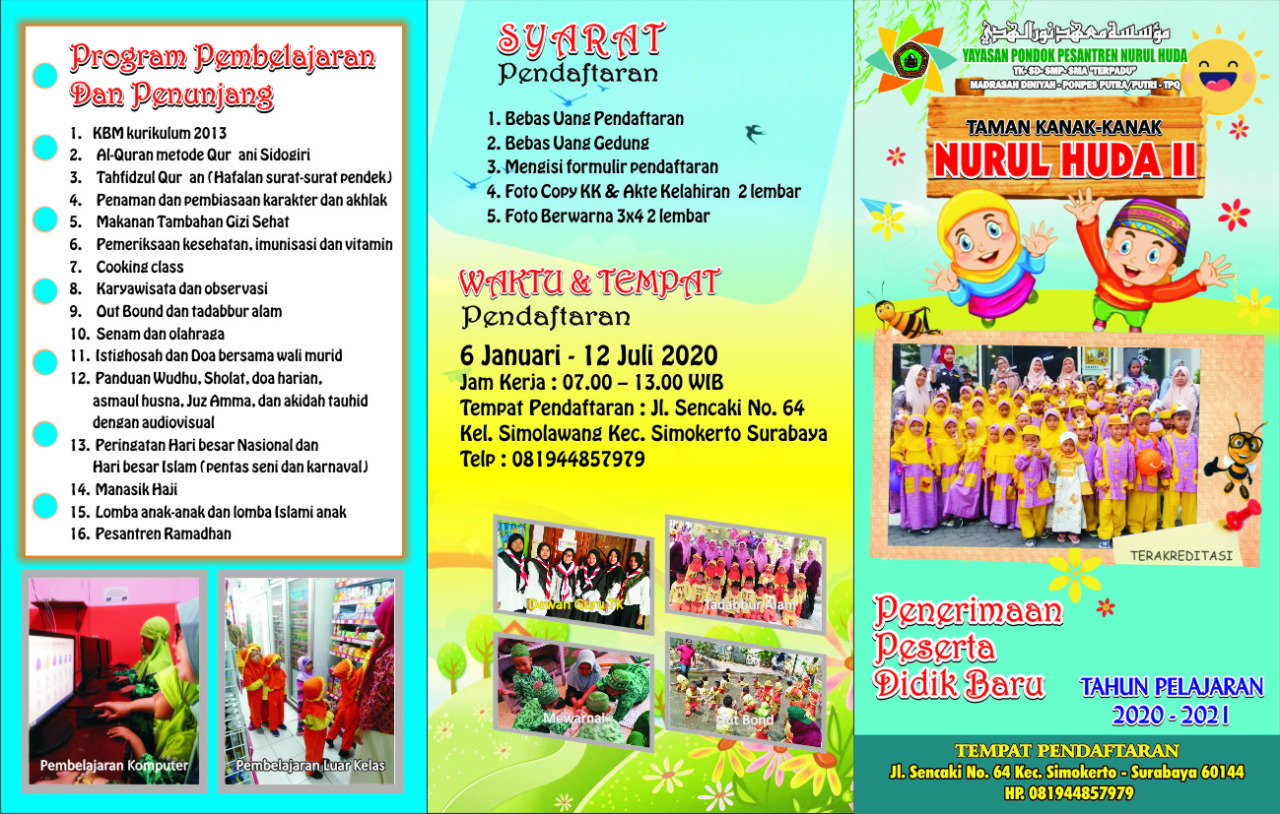 Program Pembelajaran
Dan Penunjang
1. KBM kurikulum 2013
2. Al-Quran metode Qur ani Sidogiri
3. Tahfidzul Qur an (Hafalan surat-surat pendek)
4. Penaman dan pembiasaan karakter dan akhlak
5. Makanan Tambahan Gizi Sehat
6. Pemeriksaan kesehatan, imunisasi dan vitamin
7. Cooking class
8. Karyawisata dan observasi
9. Out Bound dan tadabbur alam
10. Senam dan olahraga
11. Istighosah dan Doa bersama wali murid
12. Panduan Wudhu, Sholat, doa harian,
asmaul husna, Juz Amma, dan akidah tauhid
dengan audiovisual
13. Peringatan Hari besar Nasional dan
Hari besar Islam (pentas seni dan karnaval)
14. Manasik Haji
15. Lomba anak-anak dan lomba Islami anak
16. Pesantren Ramadhan
Pembelajaran Komputer
Pembelajaran Luar Kelas
SYARAT
Pendaftaran
1. Bebas Uang Pendaftaran
2. Bebas Uang Gedung
3. Mengisi formulir pendaftaran
4. Foto Copy KK & Akte Kelahiran 2 lembar
5. Foto Berwarna 3x4 2 lembar
WAKTU & TEMPAT
Pendaftaran
6 Januari - 12 Juli 2020
Jam Kerja : 07.00 – 13.00 WIB
Tempat Pendaftaran : Jl. Sencaki No. 64
Kel. Simolawang Kec. Simokerto Surabaya
Telp : 081944857979
Dewan Guru TK
Tadabbur Alam
Mewarnai
Out Bond
مؤسسة معهد نور الهدي
YAYASAN PONDOK PESANTREN NURUL HUDA
TK- SD- SMP- SMA "TERPADU"
MADRASAH DINIYAH - PONPES PUTRA/PUTRI - TPQ
TAMAN KANAK-KANAK
NURUL HUDA II
TERAKREDITASI
Penerimaan
Peserta
Didik Baru
TAHUN PELAJARAN
2020 - 2021
TEMPAT PENDAFTARAN
Jl. Sencaki No. 64 Kec. Simokerto - Surabaya 60144
HP. 081944857979